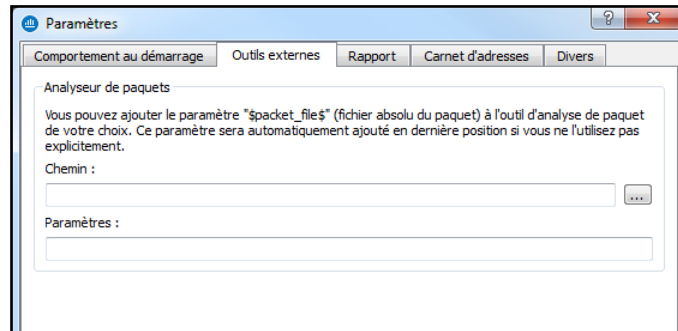 Paramètres
Comportement au démarrage Outils externes Rapport Carnet d'adresses Divers
Analyseur de paquets
Vous pouvez ajouter le paramètre "$packet_file$" (fichier absolu du paquet) à l'outil d'analyse de paquet
de votre choix. Ce paramètre sera automatiquement ajouté en dernière position si vous ne l'utilisez pas
explicitement.
Chemin :
...
Paramètres :